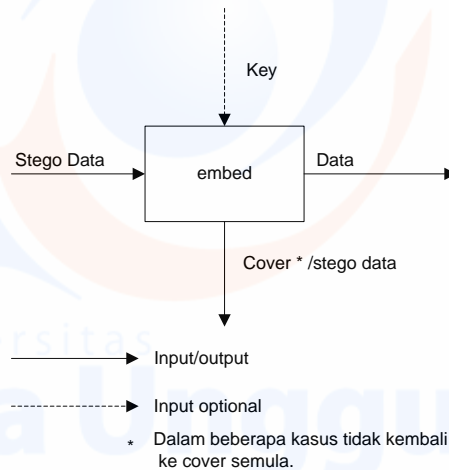 Key
Stego Data
embed
Data
Cover * /stego data
Input/output
Input optional
* Dalam beberapa kasus tidak kembali
ke cover semula.